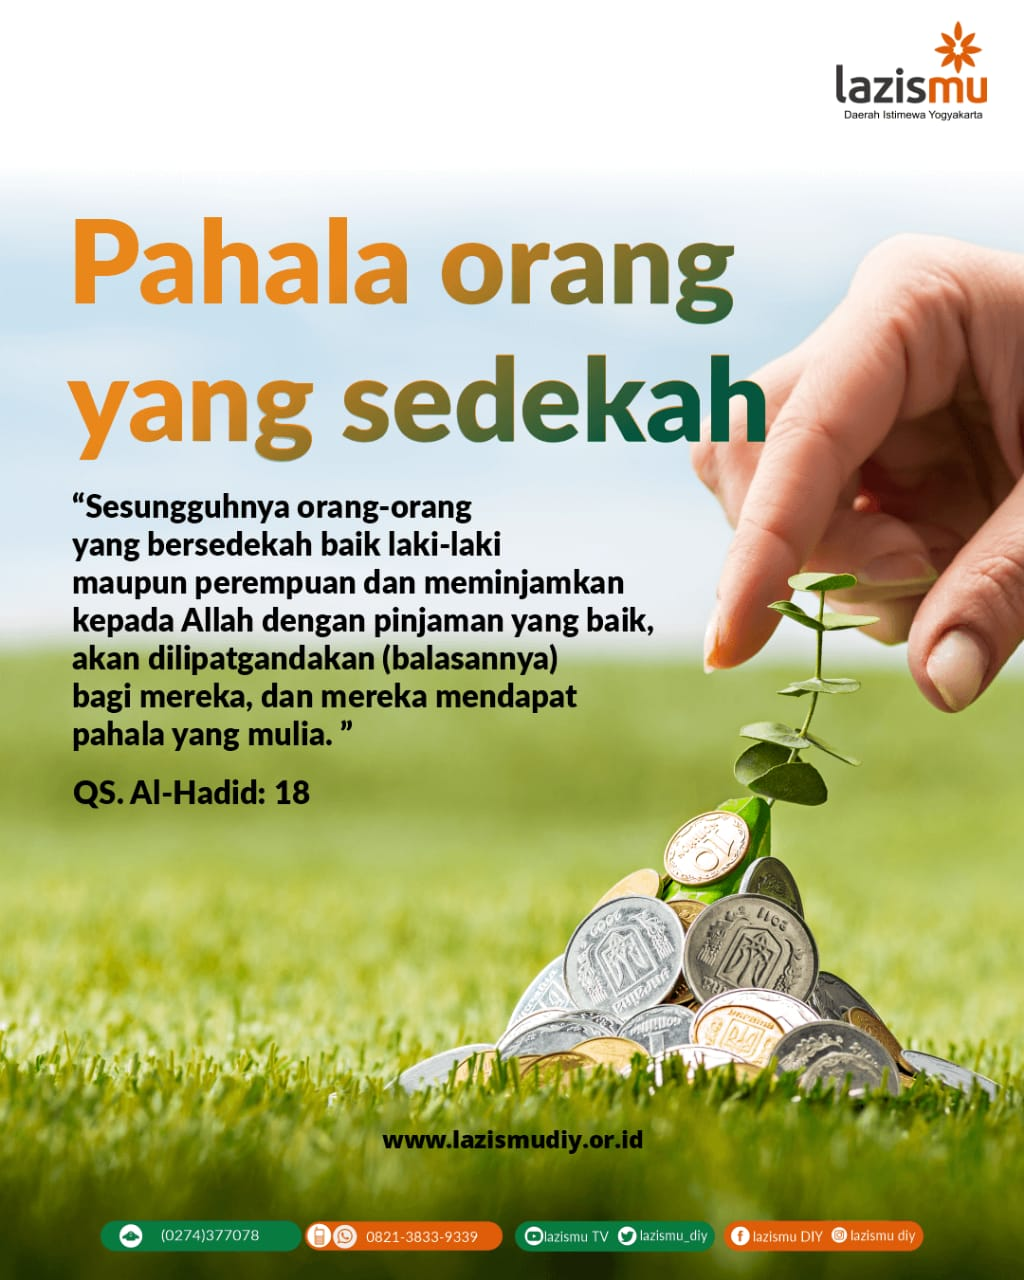 lazismu
Daerah Istimewa Yogyakarta
Pahala orang
yang sedekah
“Sesungguhnya orang-orang
yang bersedekah baik laki-laki
maupun perempuan dan meminjamkan
kepada Allah dengan pinjaman yang baik,
akan dilipatgandakan (balasannya)
bagi mereka, dan mereka mendapat
pahala yang mulia. ”
QS. Al-Hadid: 18
www.lazismudiy.or.id
(0274)377078
0821-3833-9339
lazismu TV
lazismu_diy
lazismu DIY
lazismu diy